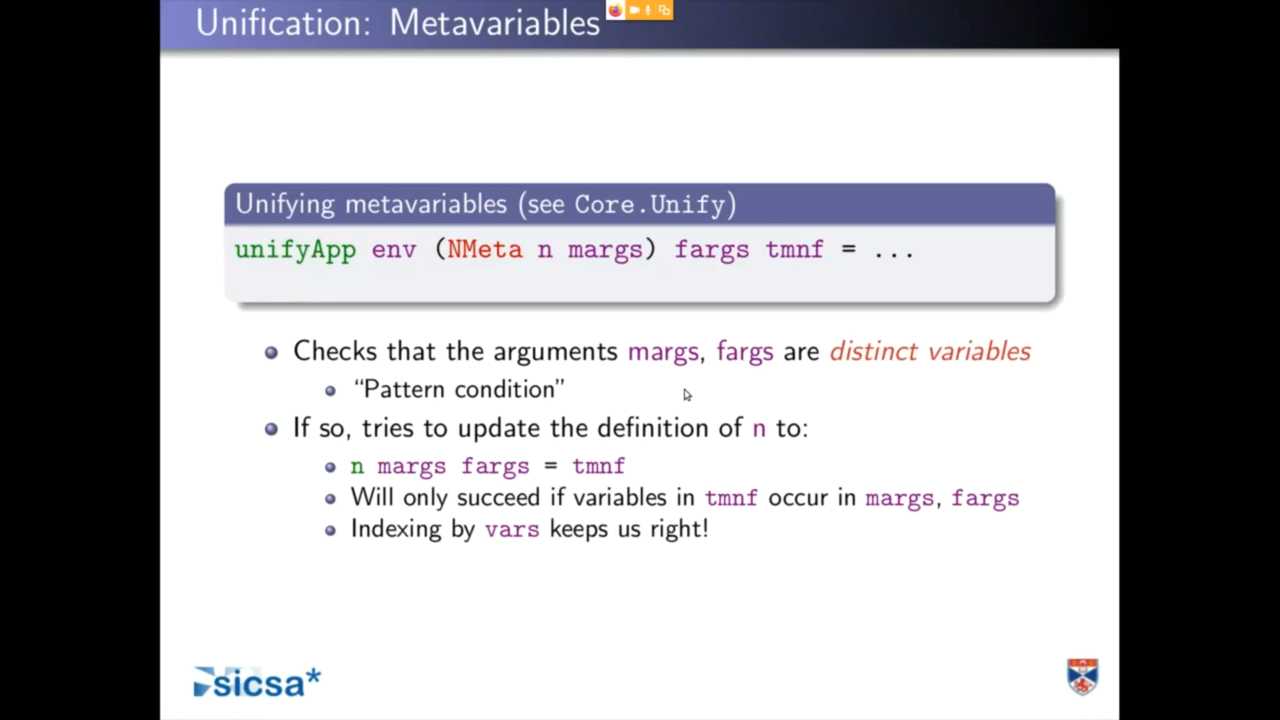 Unification: Metavariables
Unifying metavariables (see Core.Unify)
unifyApp env (NMeta n margs) fargs tmnf = ...
Checks that the arguments margs, fargs are distinct variables
“Pattern condition”
If so, tries to update the definition of n to:
n margs fargs = tmnf
Will only succeed if variables in tmnf occur in margs, fargs
Indexing by vars keeps us right!
sicsa*